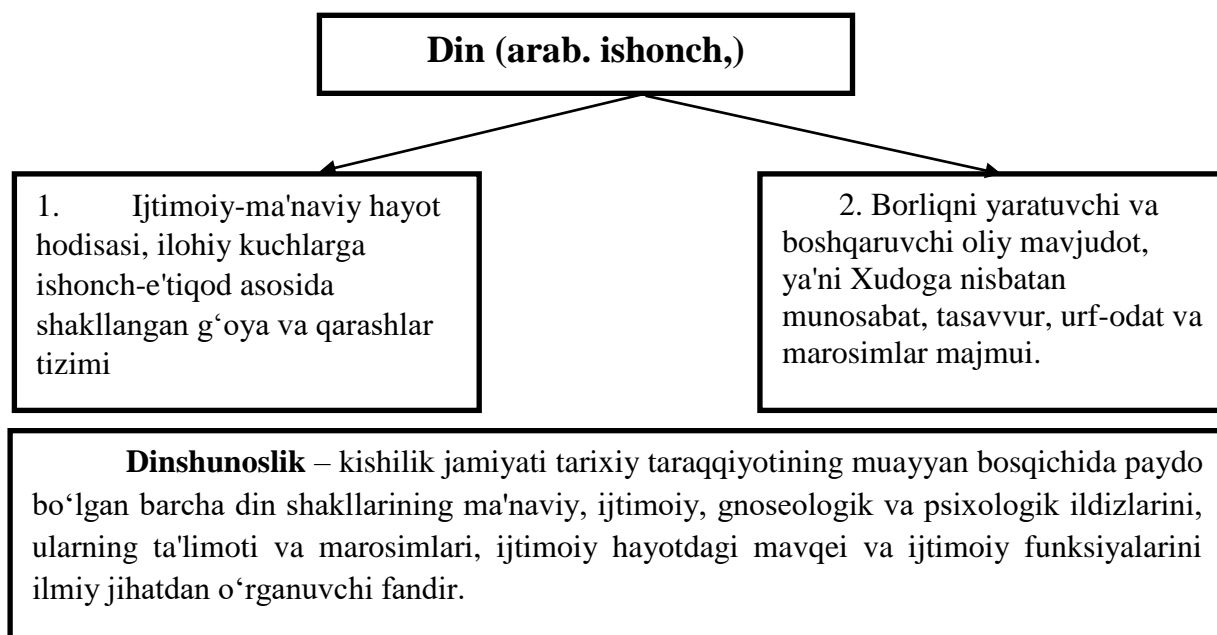 Din (arab. ishonch,)
1. Ijtimoiy-ma'naviy hayot
hodisasi, ilohiy kuchlarga
ishonch-e'tiqod asosida
shakllangan g‘oya va qarashlar
tizimi
2. Borliqni yaratuvchi va
boshqaruvchi oliy mavjudot,
ya'ni Xudoga nisbatan
munosabat, tasavvur, urf-odat va
marosimlar majmui.
Dinshunoslik – kishilik jamiyati tarixiy taraqqiyotining muayyan bosqichida paydo
bo‘lgan barcha din shakllarining ma'naviy, ijtimoiy, gnoseologik va psixologik ildizlarini,
ularning ta'limoti va marosimlari, ijtimoiy hayotdagi mavqei va ijtimoiy funksiyalarini
ilmiy jihatdan o‘rganuvchi fandir.